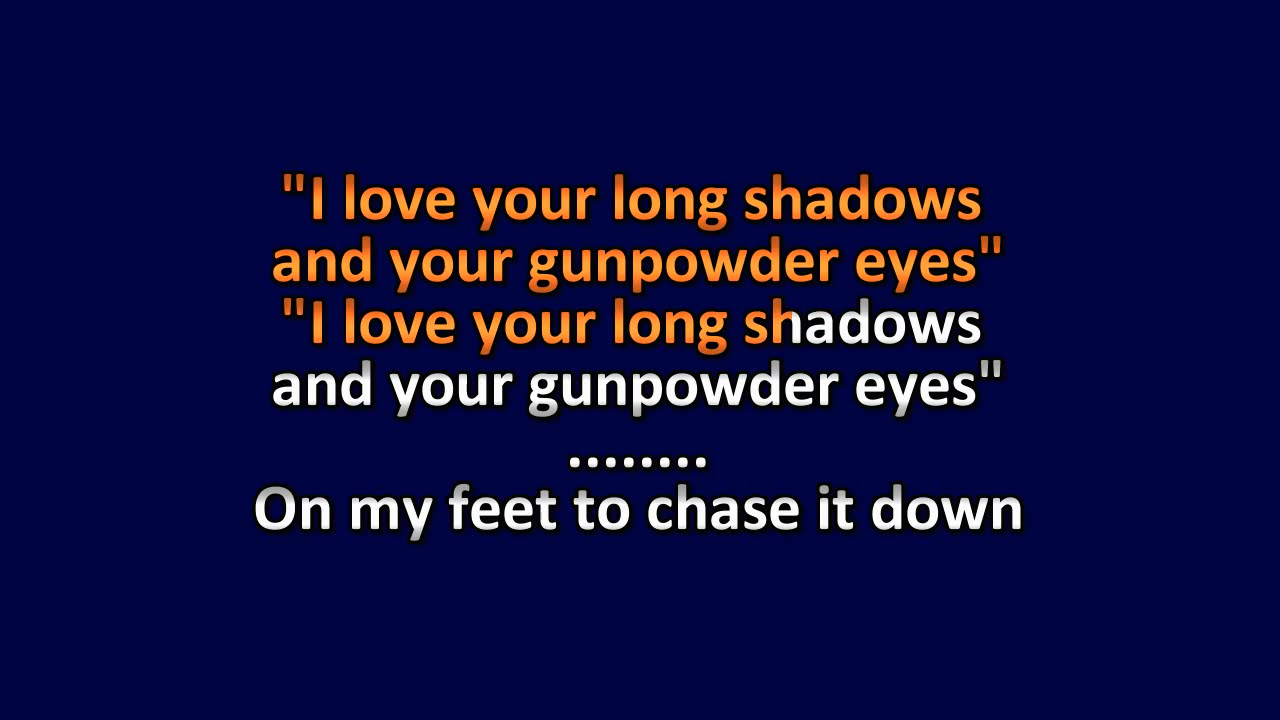 "I love your long shadows
and your gunpowder eyes"
"I love your long shadows
and your gunpowder eyes"
........
On my feet to chase it down